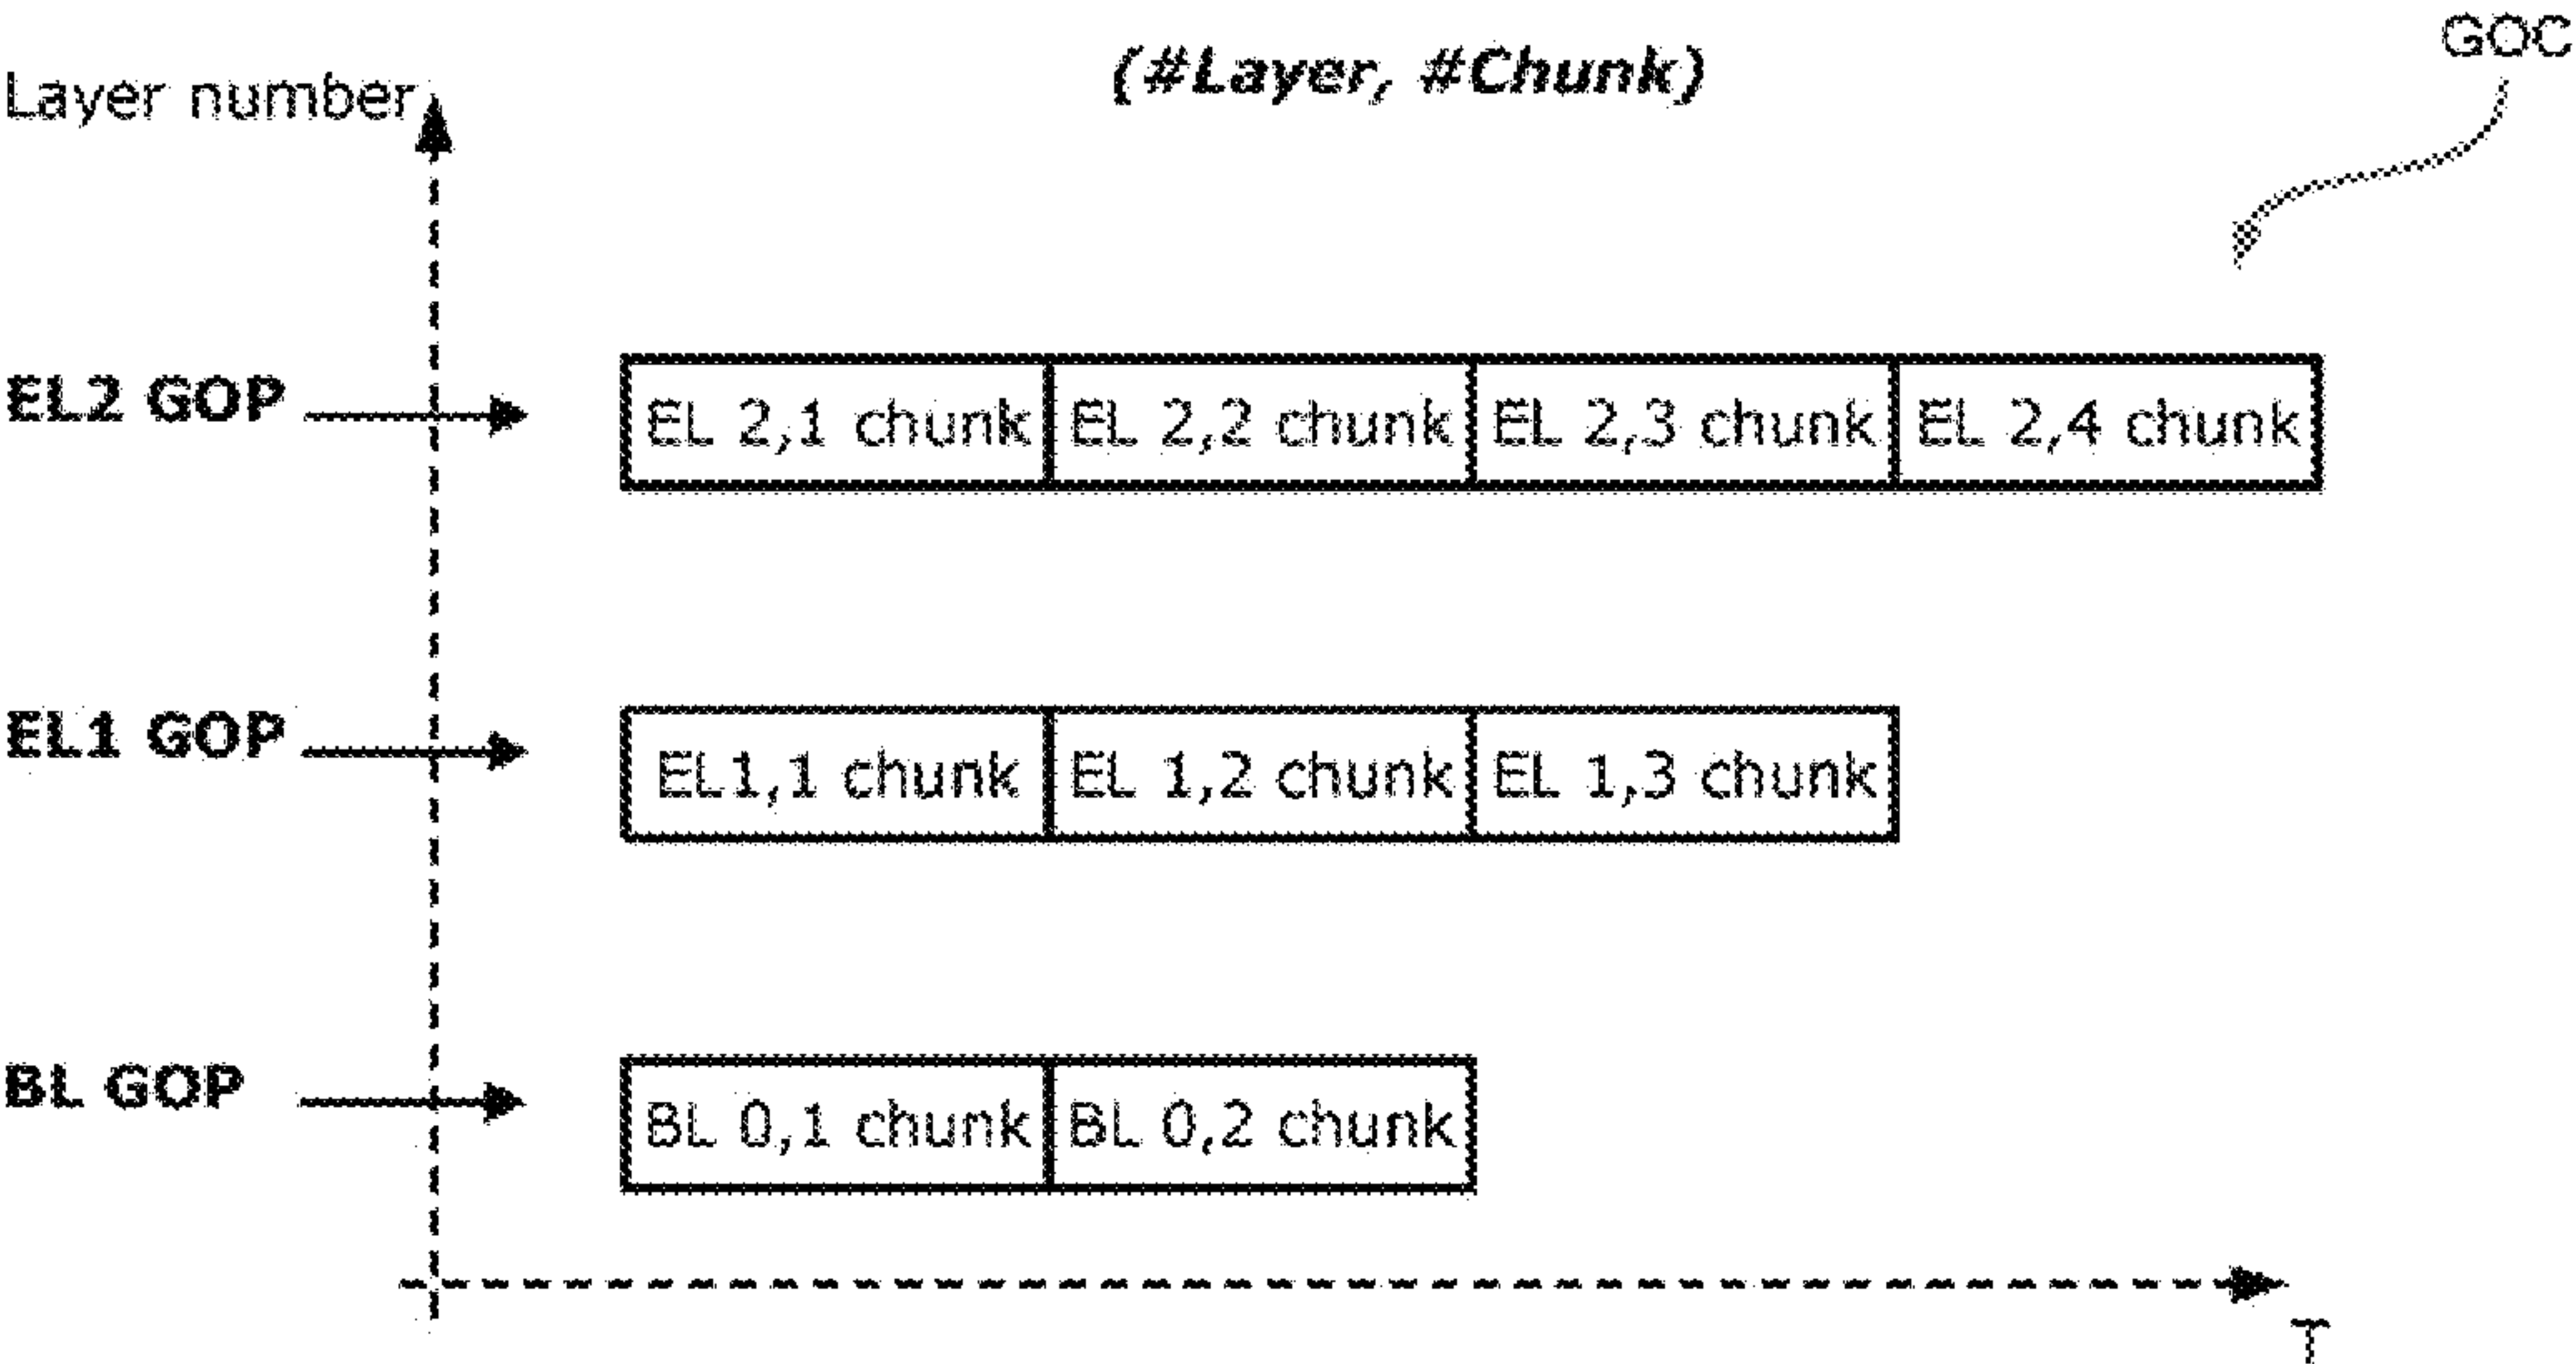 GOC
(#Layer, #Chunk)
Layer number
EL2 GOP
EL 2,1 chunk
EL 2,2 chunk
EL 2,3 chunk
EL 2,4 chunk
EL1 GOP
EL1,1 chunk
EL 1,2 chunk
EL 1,3 chunk
BL GOP
BL 0,1 chunk
BL 0,2 chunk
T